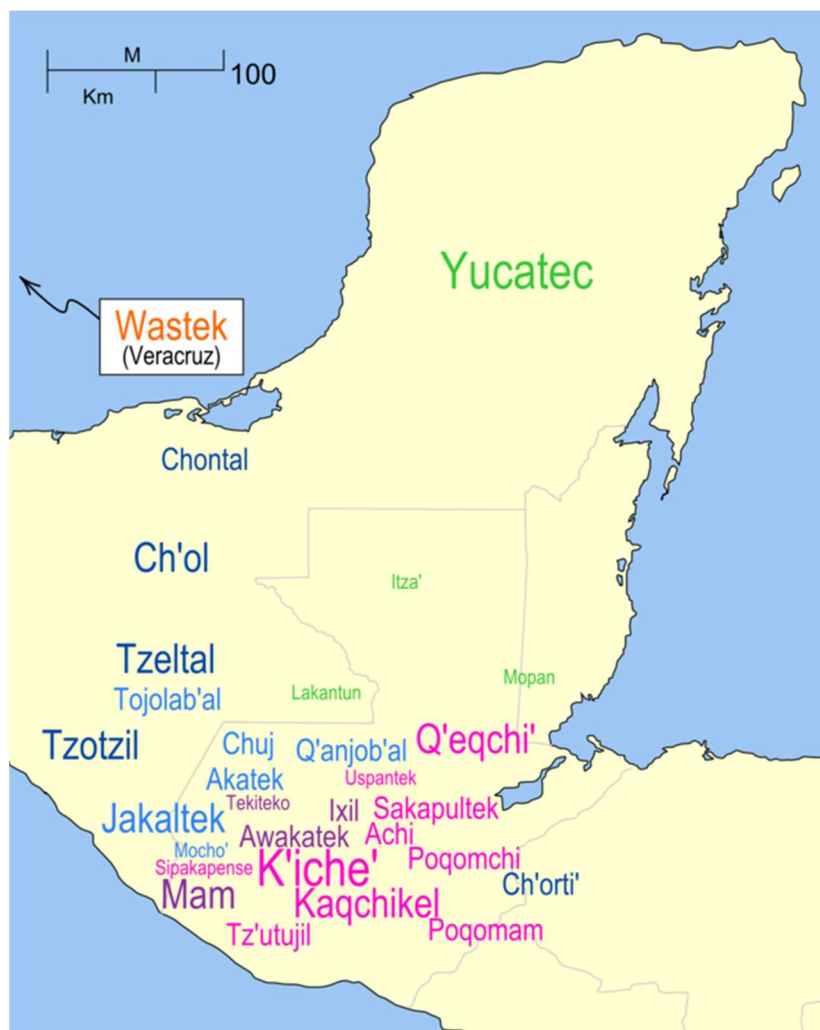 M
100
Km
Yucatec
Wastek
(Veracruz)
Chontal
Ch'ol
Itza'
Tzeltal
Mopan
Lakantun
Tojolab'al
Tzotzil
Chuj
Q'anjob'al
Q'eqchi'
Akatek
Uspantek
Tekiteko
Ixil
Sakapultek
Jakaltek
Awakatek
Achi
Mocho'
Poqomchi
Sipakapense
K'iche'
Ch'orti'
Mam
Kaqchikel
Tz'utujil
Poqomam